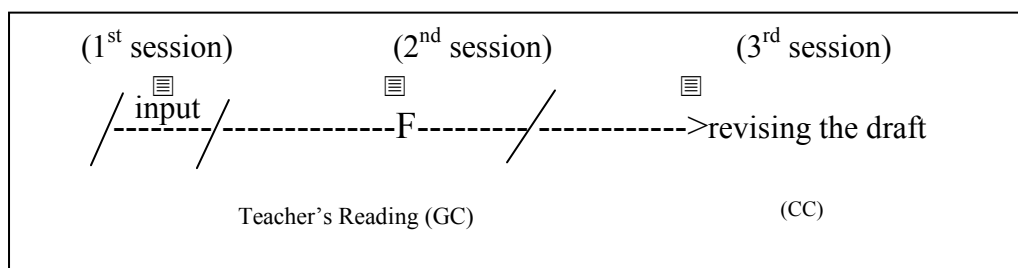 (1st session) (2nd session) (3rd session)
input
F >revising the draft
Teacher's Reading (GC) (CC)